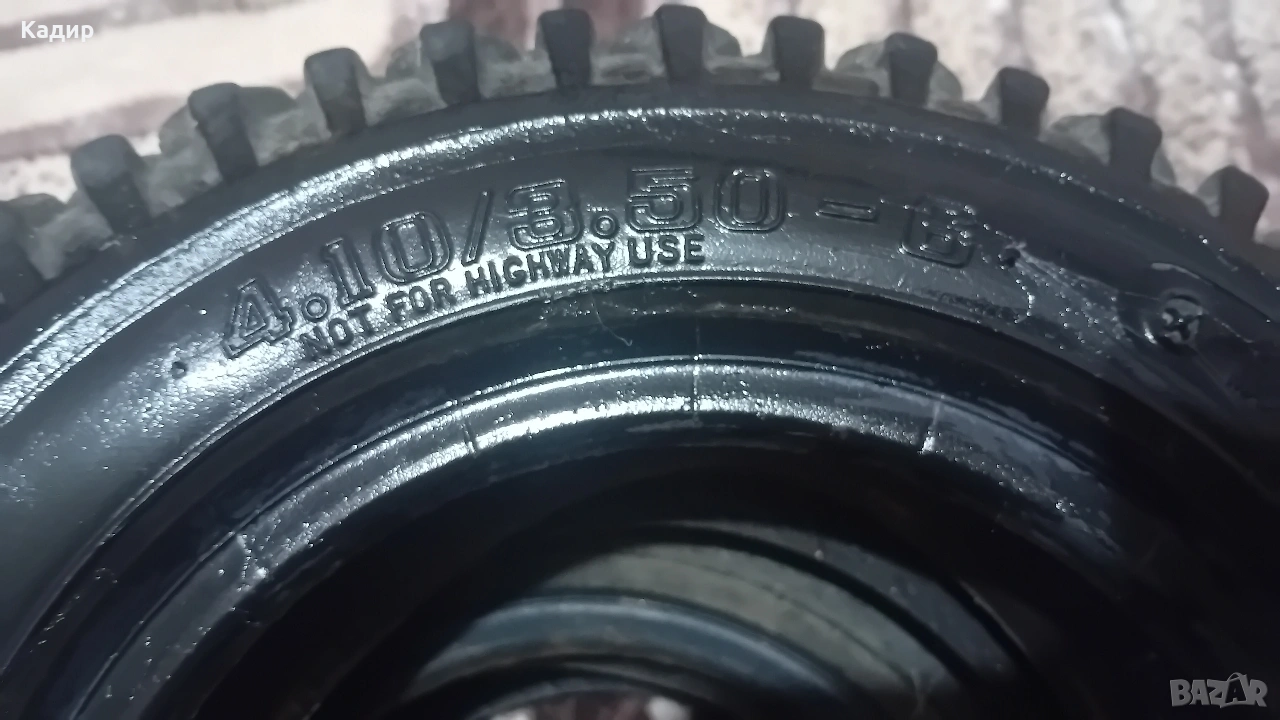 Кадир
4.10/3.50-6
NOT FOR HIGHWAY USE
BAZAR